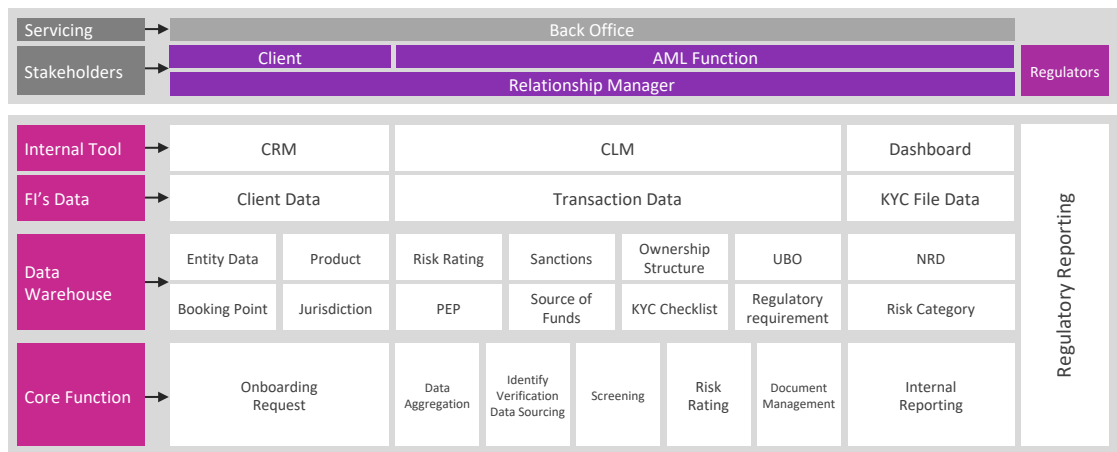 Servicing
Back Office
Stakeholders
Client
AML Function
Relationship Manager
Regulators
Internal Tool
CRM
CLM
Dashboard
FI's Data
Client Data
Transaction Data
KYC File Data
Data
Warehouse
Entity Data
Product
Risk Rating
Sanctions
Ownership
Structure
UBO
NRD
Booking Point
Jurisdiction
PEP
Source of
Funds
KYC Checklist
Regulatory
requirement
Risk Category
Core Function
Onboarding
Request
Data
Aggregation
Identify
Verification
Data Sourcing
Screening
Risk
Rating
Document
Management
Internal
Reporting
Regulatory Reporting